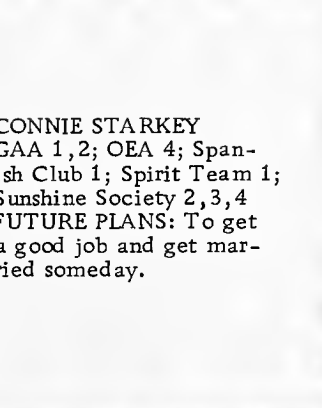 CONNIE STARKEY
GAA 1,2; OEA 4; Span-
ish Club 1; Spirit Team 1;
Sunshine Society 2,3,4
FUTURE PLANS: To get
a good job and get mar-
ried someday.